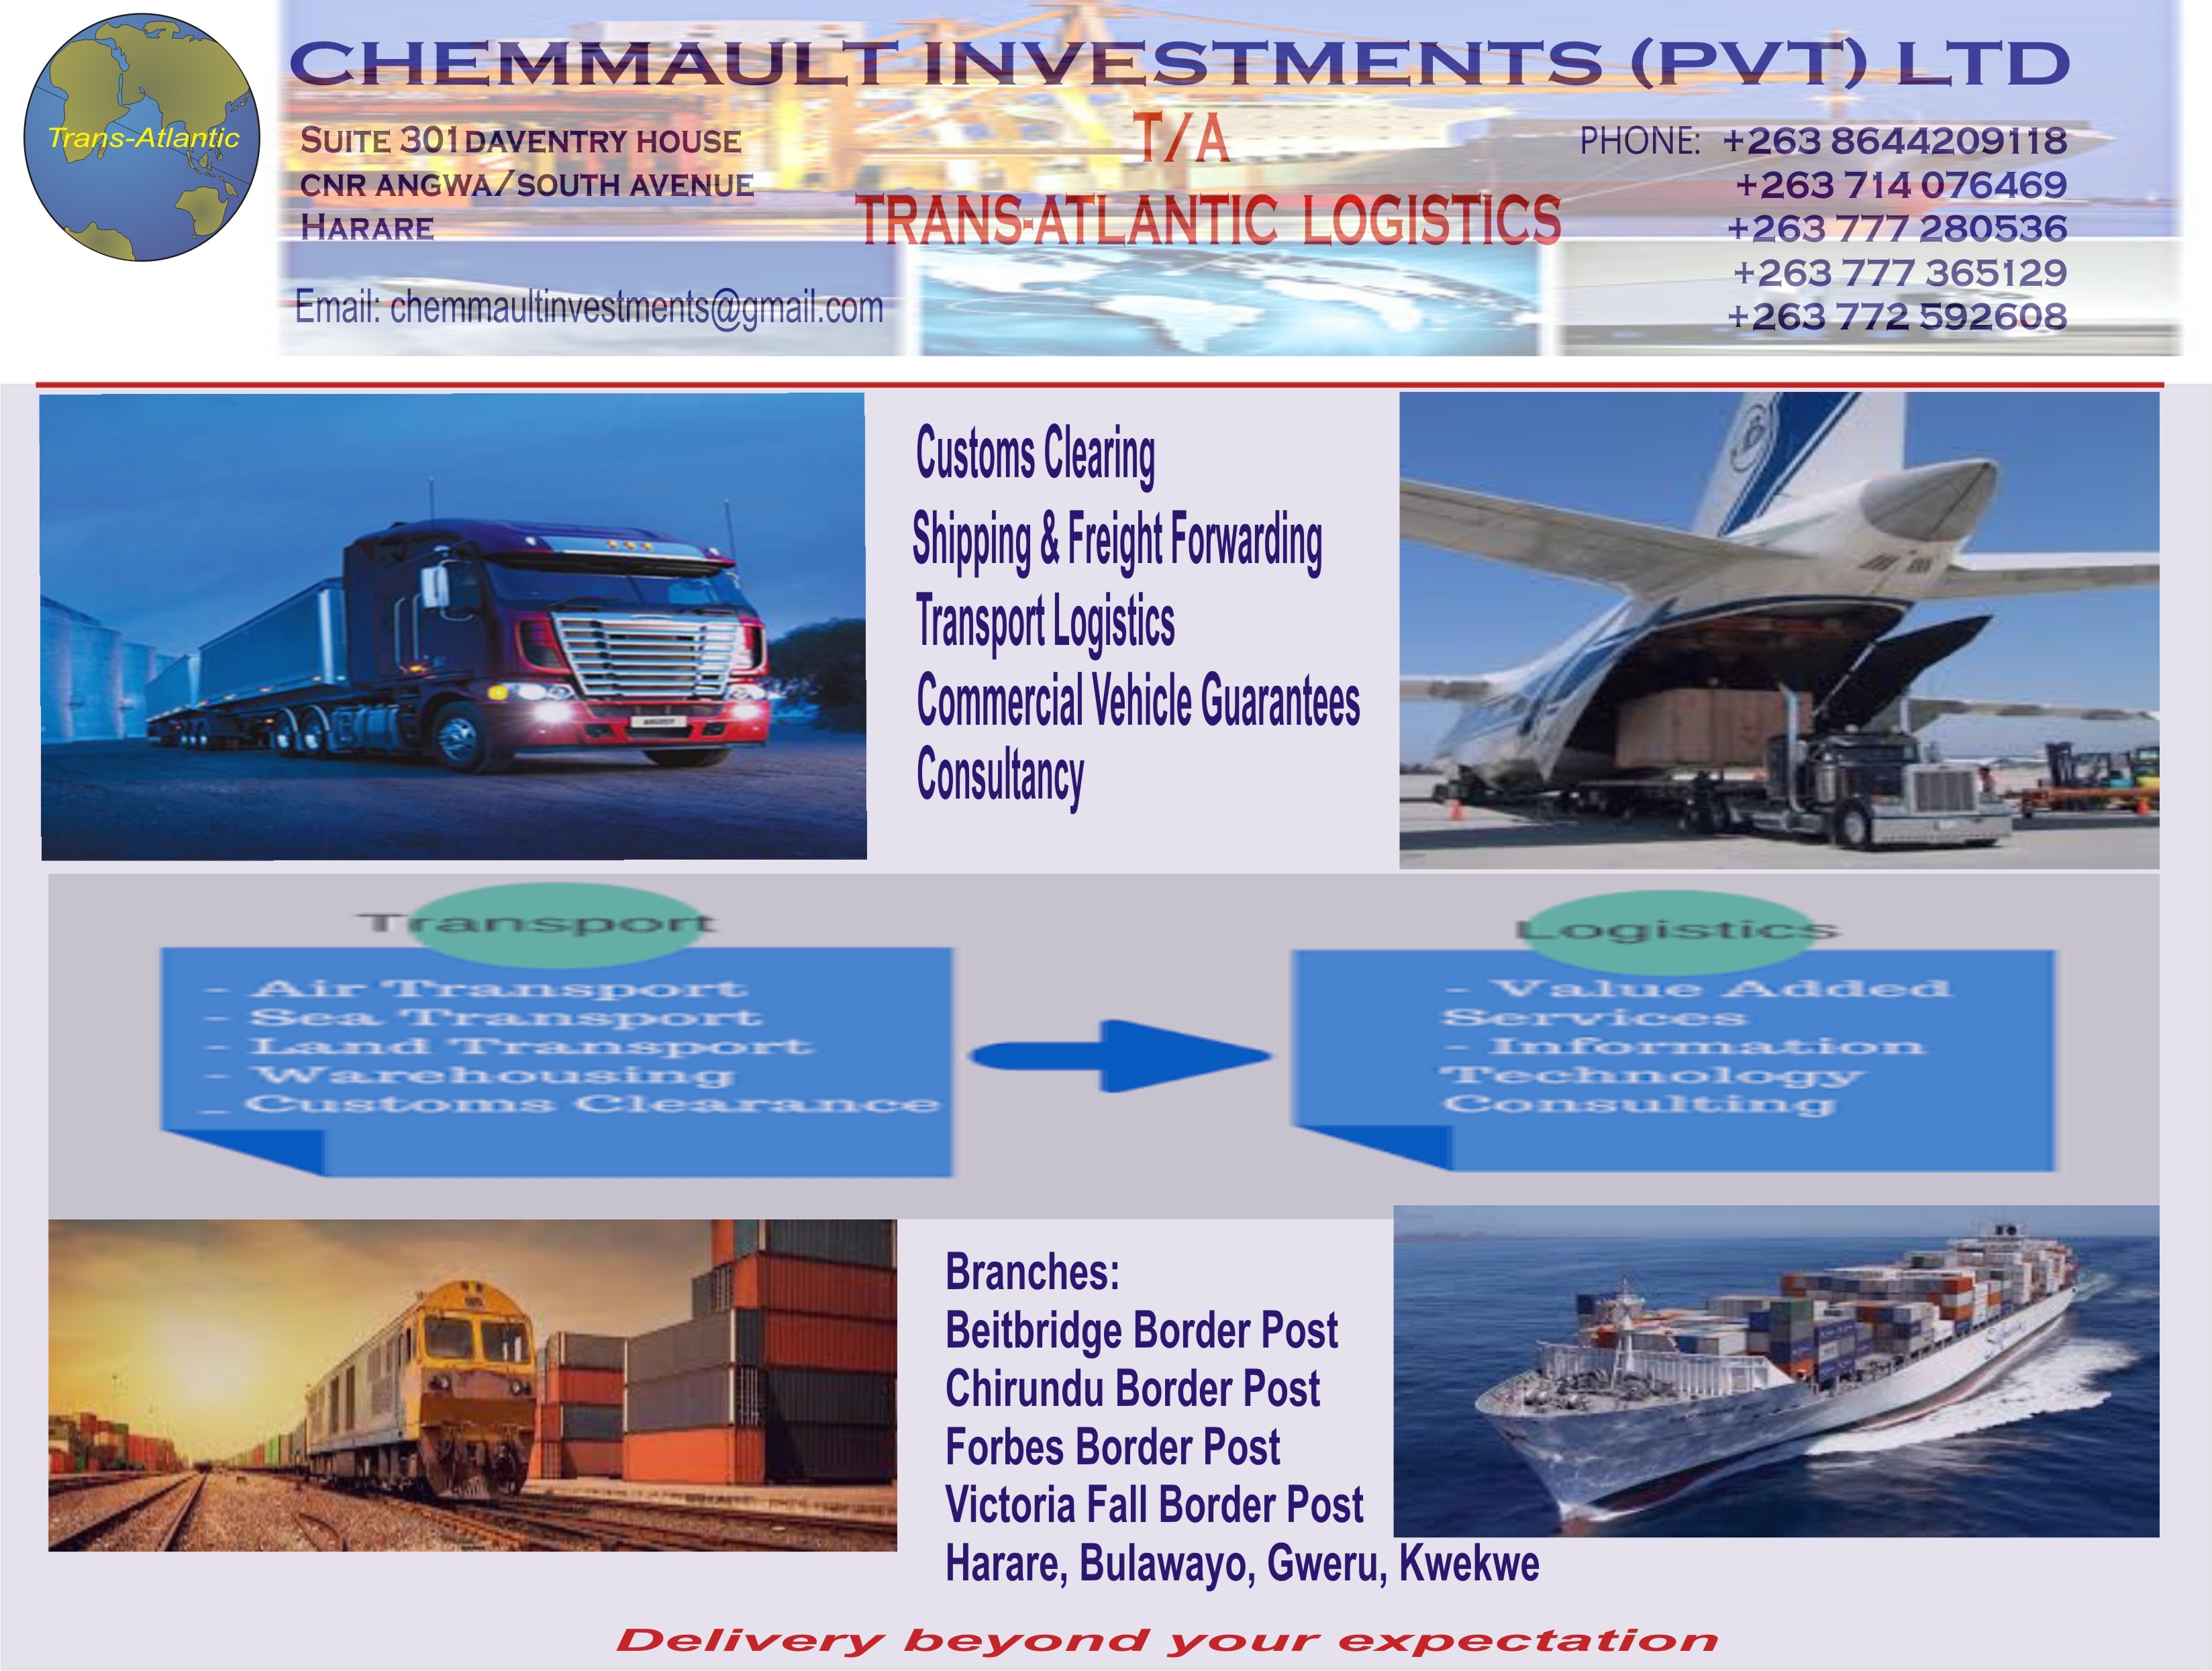 Trans-Atlantic
CHEMMAULT INVESTMENTS (PVT) LTD
T/A
TRANS-ATLANTIC LOGISTICS
SUITE 301 DAVENTRY HOUSE
CNR ANGWA/SOUTH AVENUE
HARARE
Email: chemmaultinvestments@gmail.com
PHONE: +263 8644209118
+263 714 076469
+263 777 280536
+263 777 365129
+263 772 592608
Customs Clearing
Shipping & Freight Forwarding
Transport Logistics
Commercial Vehicle Guarantees
Consultancy
Transport
- Air Transport
- Sea Transport
- Land Transport
- Warehousing
_ Customs Clearance
Logistics
- Value Added
Services
- Information
Technology
Consulting
Branches:
Beitbridge Border Post
Chirundu Border Post
Forbes Border Post
Victoria Fall Border Post
Harare, Bulawayo, Gweru, Kwekwe
Delivery beyond your expectation